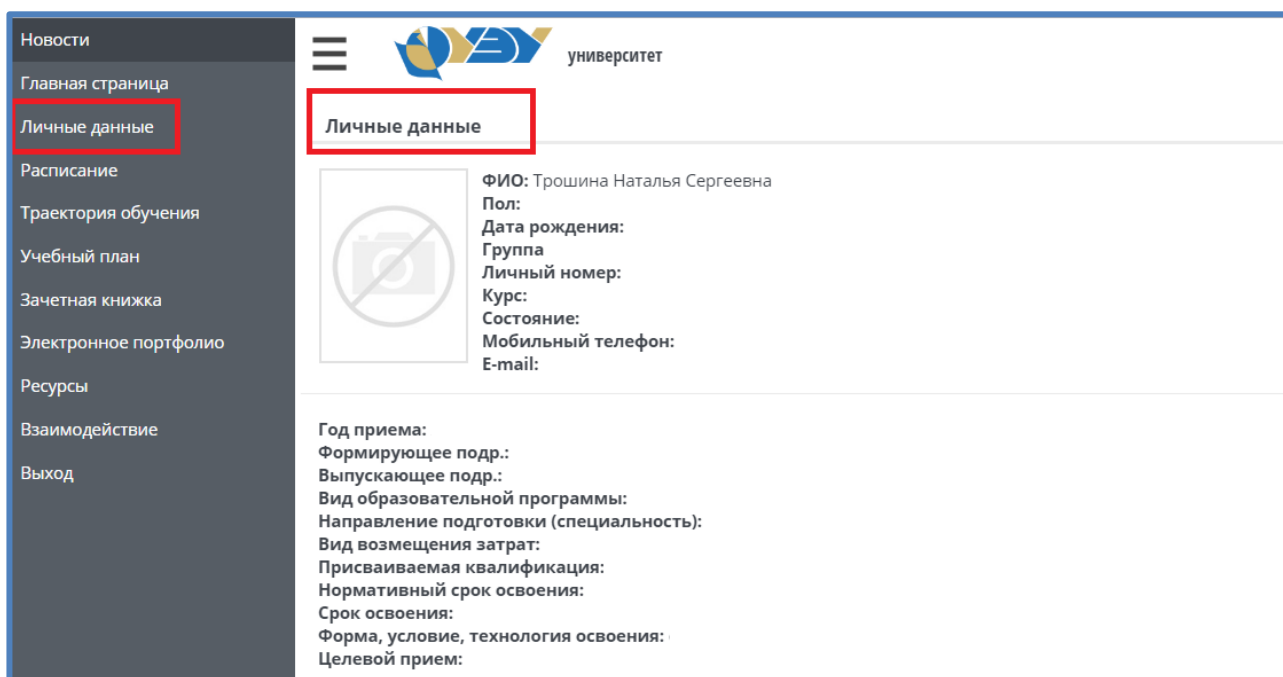 Новости
Главная страница
Личные данные
Расписание
Траектория обучения
Учебный план
Зачетная книжка
Электронное портфолио
Ресурсы
Взаимодействие
Выход
УЭУ
университет
Личные данные
ФИО: Трошина Наталья Сергеевна
Пол:
Дата рождения:
Группа
Личный номер:
Курс:
Состояние:
Мобильный телефон:
E-mail:
Год приема:
Формирующее подр.:
Выпускающее подр.:
Вид образовательной программы:
Направление подготовки (специальность):
Вид возмещения затрат:
Присваиваемая квалификация:
Нормативный срок освоения:
Срок освоения:
Форма, условие, технология освоения:
Целевой прием: